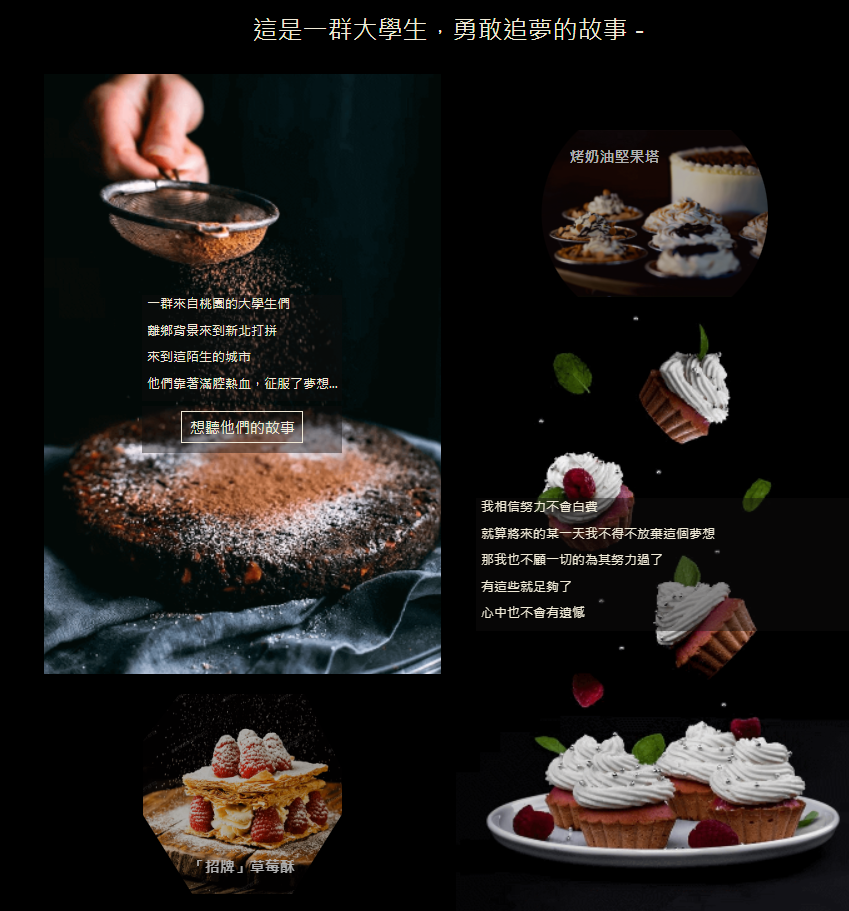 這是一群大學生，勇敢追夢的故事 -
烤奶油堅果塔
一群來自桃園的大學生們
離鄉背景來到新北打拼
來到這陌生的城市
他們靠著滿腔熱血，征服了夢想...
想聽他們的故事
我相信努力不會白費
就算將來的某一天我不得不放棄這個夢想
那我也不顧一切的為其努力過了
有這些就足夠了
心中也不會有遺憾
「招牌」草莓酥